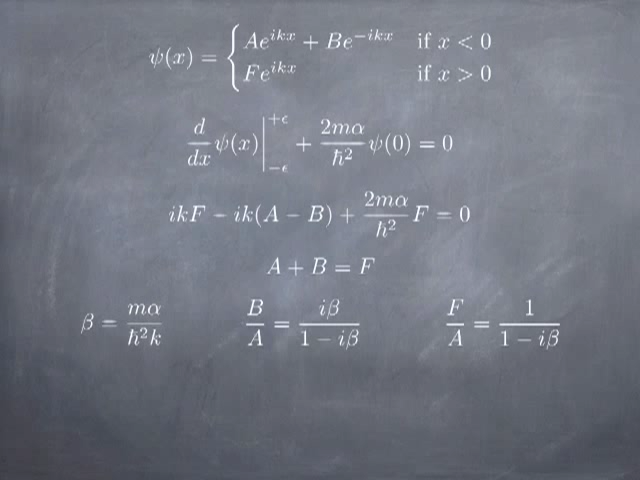 ψ(x) = { Ae^{ikx} + Be^{-ikx} if x < 0
Fe^{ikx} if x > 0
d/dx ψ(x)|_{-ϵ}^{+ϵ} + 2mα/ħ² ψ(0) = 0
ikF - ik(A - B) + 2mα/ħ² F = 0
A + B = F
β = mα/ħ²k B/A = iβ/1 - iβ F/A = 1/1 - iβ